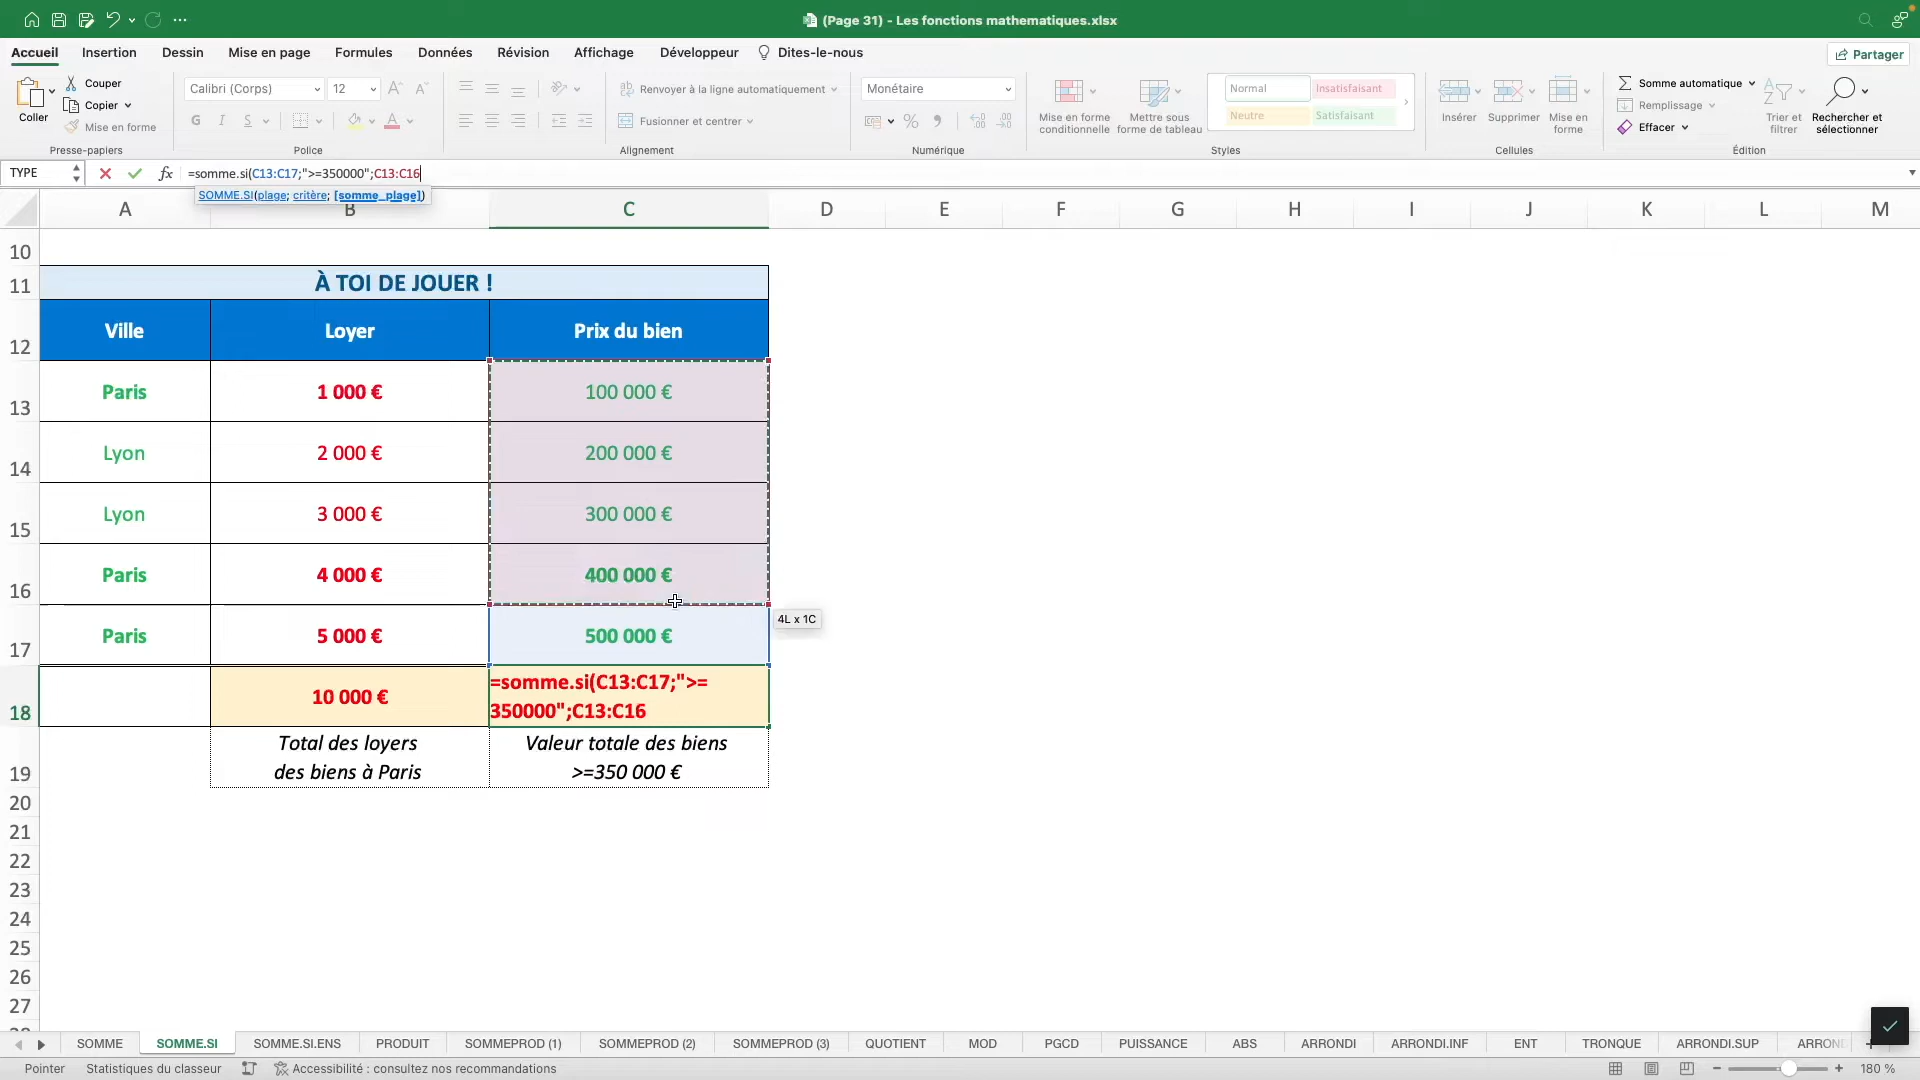 (Page 31) - Les fonctions mathematiques.xlsx
Accueil Insertion Dessin Mise en page Formules Données Révision Affichage Développeur Dites-le-nous Partager
Coller
Couper
Copier
Mise en forme
Presse-papiers
Calibri (Corps) 12
G I S
Police
Renvoyer à la ligne automatiquement
Fusionner et centrer
Alignement
Monétaire
Numérique
Mise en forme
conditionnelle
Mettre sous
forme de tableau
Normal Insatisfaisant
Neutre Satisfaisant
Styles
Insérer Supprimer Mise en
forme
Cellules
Somme automatique
Remplissage
Effacer
Trier et
filtrer
Rechercher et
sélectionner
Édition
TYPE fx =somme.si(C13:C17;">=350000";C13:C16
SOMME.SI(plage; critère; [somme_plage])
A B C D E F G H I J K L M
10
11 À TOI DE JOUER !
12 Ville Loyer Prix du bien
13 Paris 1 000 € 100 000 €
14 Lyon 2 000 € 200 000 €
15 Lyon 3 000 € 300 000 €
16 Paris 4 000 € 400 000 €
4L x 1C
17 Paris 5 000 € 500 000 €
18 10 000 € =somme.si(C13:C17;">=
350000";C13:C16
19 Total des loyers
des biens à Paris
Valeur totale des biens
>=350 000 €
20
21
22
23
24
25
26
27
SOMME SOMME.SI SOMME.SI.ENS PRODUIT SOMMEPROD (1) SOMMEPROD (2) SOMMEPROD (3) QUOTIENT MOD PGCD PUISSANCE ABS ARRONDI ARRONDI.INF ENT TRONQUE ARRONDI.SUP ARROND
Pointer Statistiques du classeur Accessibilité : consultez nos recommandations 180 %